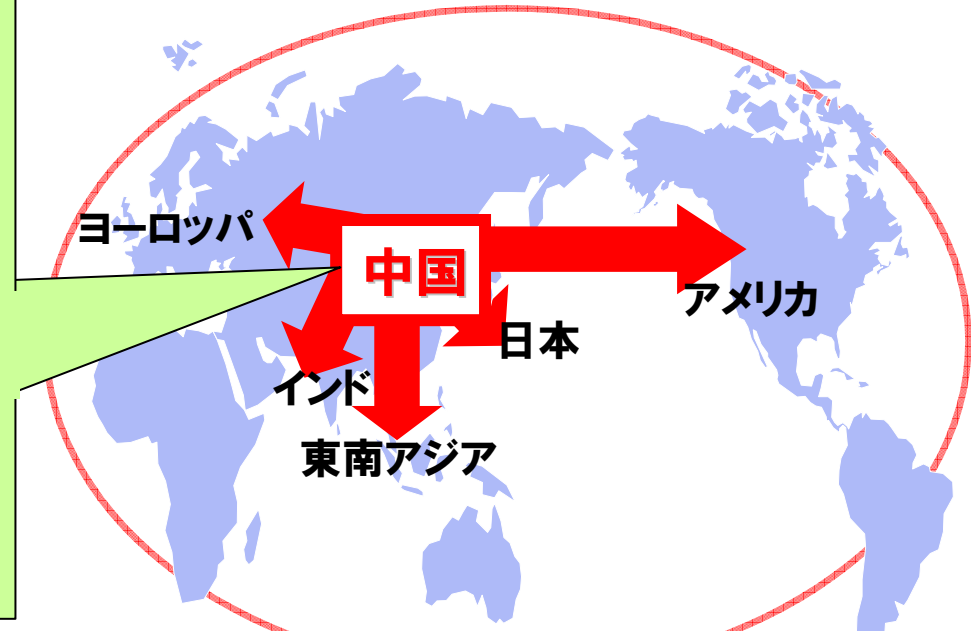 ヨーロッパ
中国
アメリカ
日本
インド
東南アジア